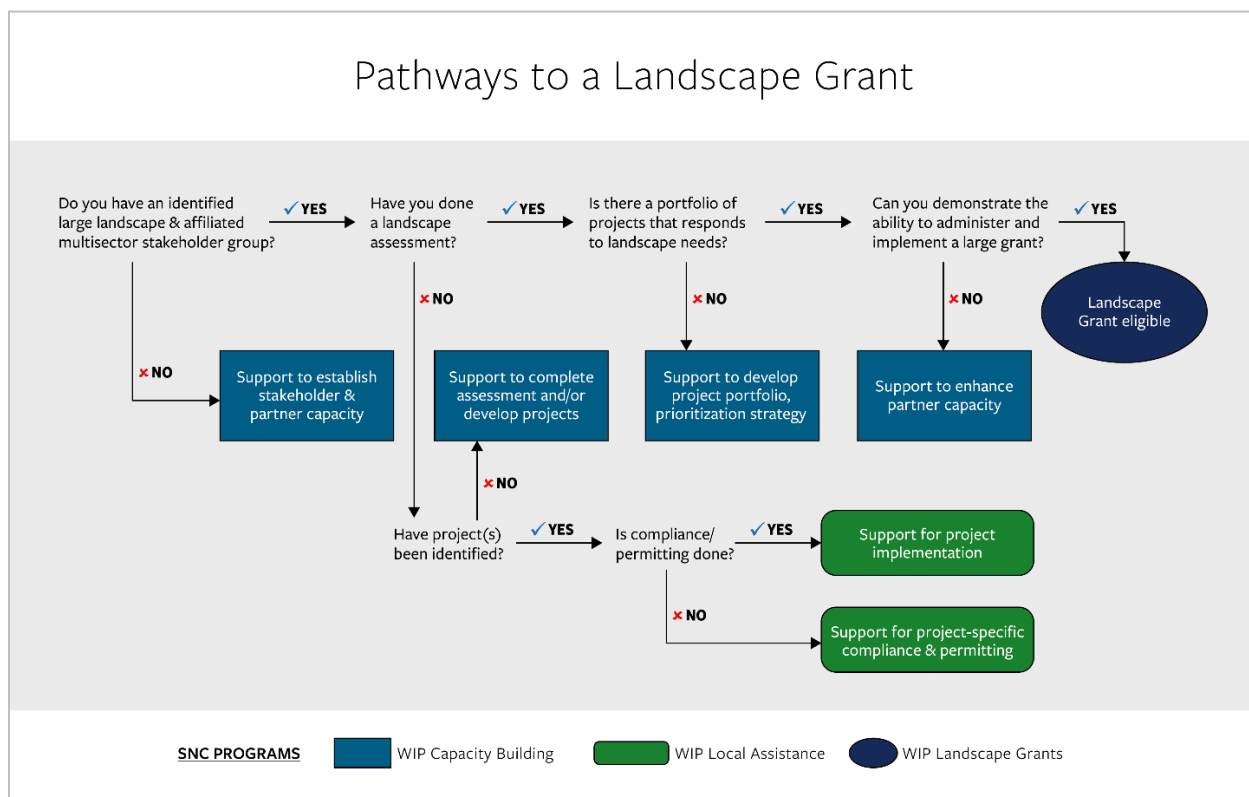 Pathways to a Landscape Grant
Do you have an identified
large landscape & affiliated
multisector stakeholder group?
✓ YES
Have you done
a landscape
assessment?
✓ YES
Is there a portfolio of
projects that responds
to landscape needs?
✓ YES
Can you demonstrate the
ability to administer and
implement a large grant?
✓ YES
Landscape
Grant eligible
✘ NO
✘ NO
✘ NO
✘ NO
Support to establish
stakeholder &
partner capacity
Support to complete
assessment and/or
develop projects
Support to develop
project portfolio,
prioritization strategy
Support to enhance
partner capacity
✘ NO
Have project(s)
been identified?
✓ YES
Is compliance/
permitting done?
✓ YES
Support for project
implementation
✘ NO
Support for project-specific
compliance & permitting
SNC PROGRAMS
WIP Capacity Building
WIP Local Assistance
WIP Landscape Grants